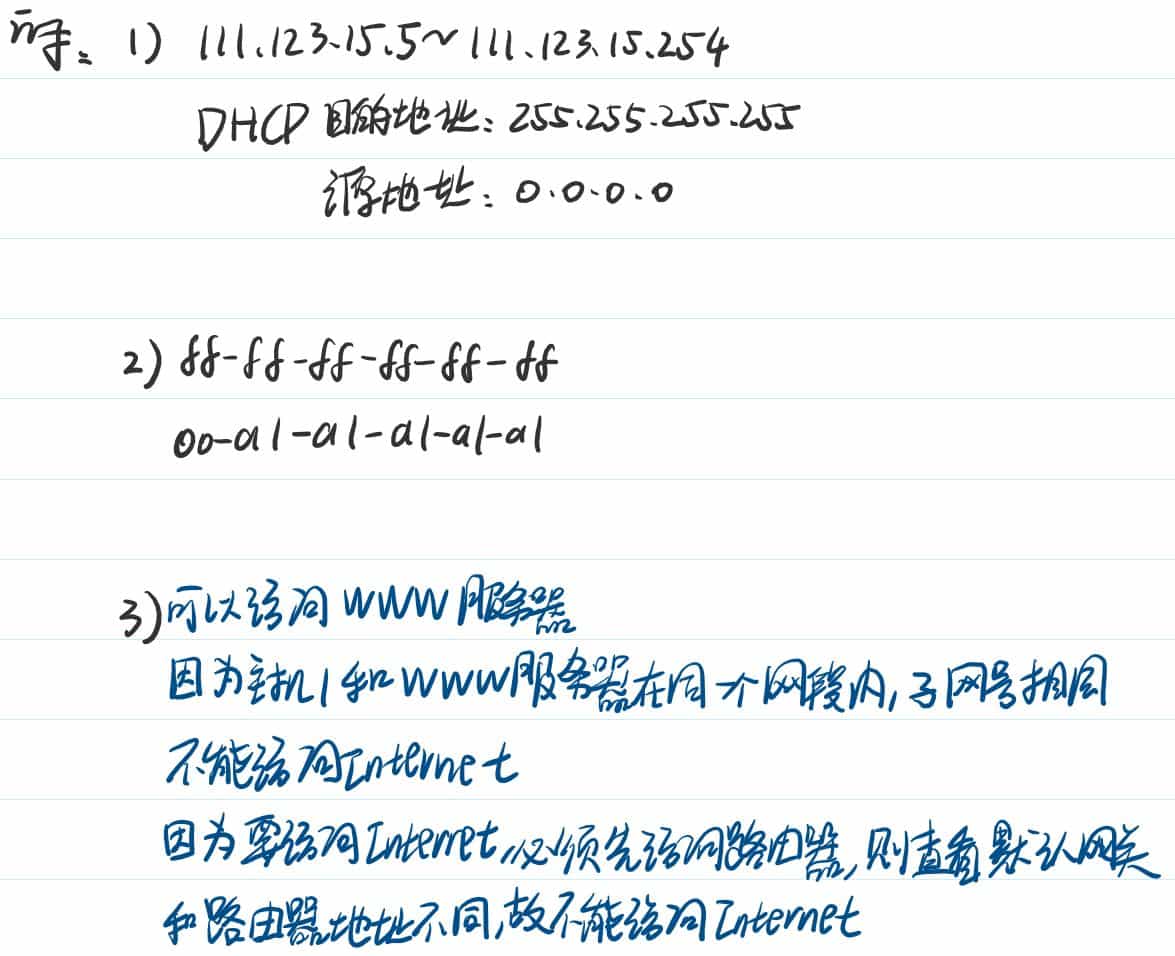 解: 1) 111.123.15.5~111.123.15.254
DHCP 目的地址: 255.255.255.255
源地址: 0.0.0.0
2) ff-ff-ff-ff-ff-ff
00-a1-a1-a1-a1-a1
3) 可以访问 WWW 服务器
因为主机1和WWW服务器在同一个网段内,子网号相同
不能访问Internet
因为要访问Internet,必须先访问路由器,则查看默认网关
和路由器地址不同,故不能访问Internet